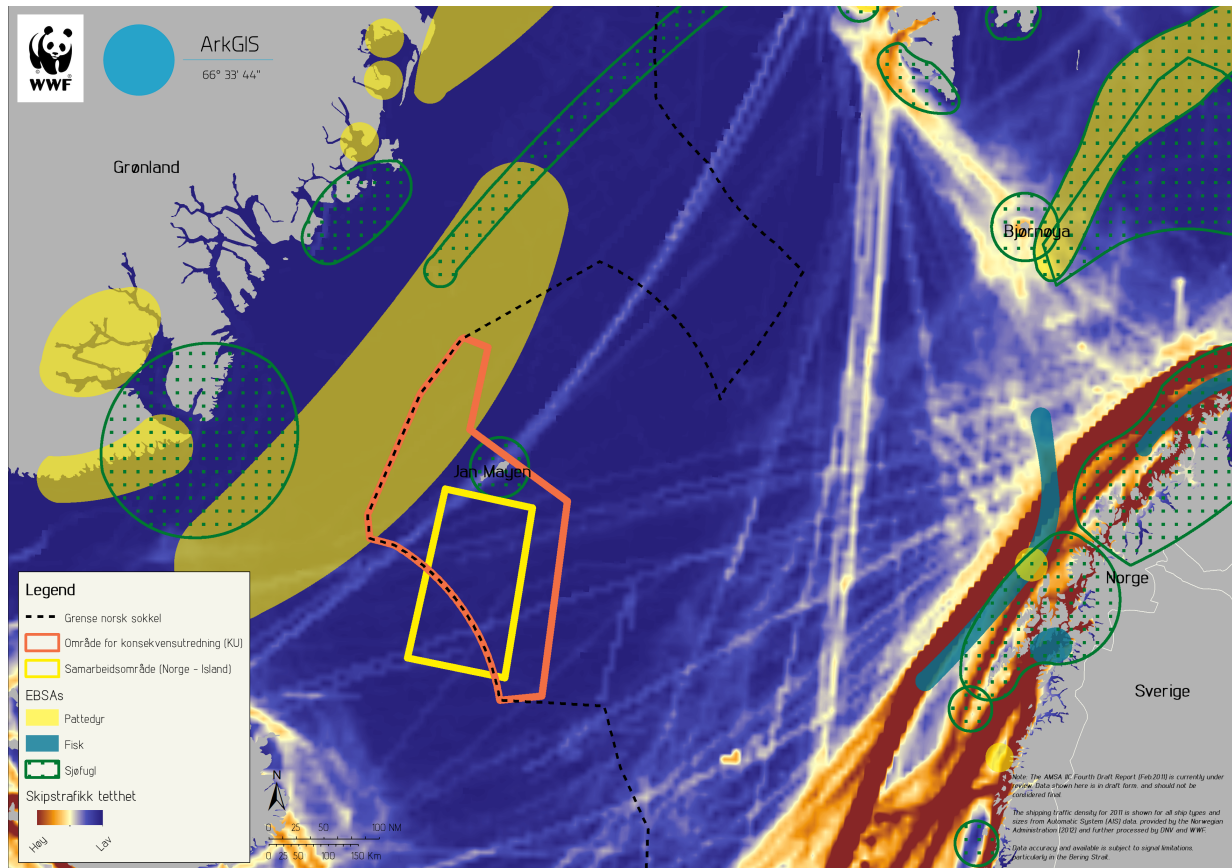 WWF
ArkGIS
66° 33' 44"
Grønland
Bjørnøya
Jan Mayen
Norge
Sverige
Legend
Grense norsk sokkel
Område for konsekvensutredning (KU)
Samarbeidsområde (Norge - Island)
EBSAs
Pattedyr
Fisk
Sjøfugl
Skipstrafikk tetthet
Høy
Lav
N
0 25 50 100 NM
0 25 50 100 150 Km
Note: The AMSA IIC Fourth Draft Report (Feb.2011) is currently under
review. Data shown here is in draft form, and should not be
considered final.
The shipping traffic density for 2011 is shown for all ship types and
sizes from Automatic System (AIS) data, provided by the Norwegian
Administration (2012) and further processed by DNV and WWF.
Data accuracy and available is subject to signal limitations,
particularly in the Bering Strait.